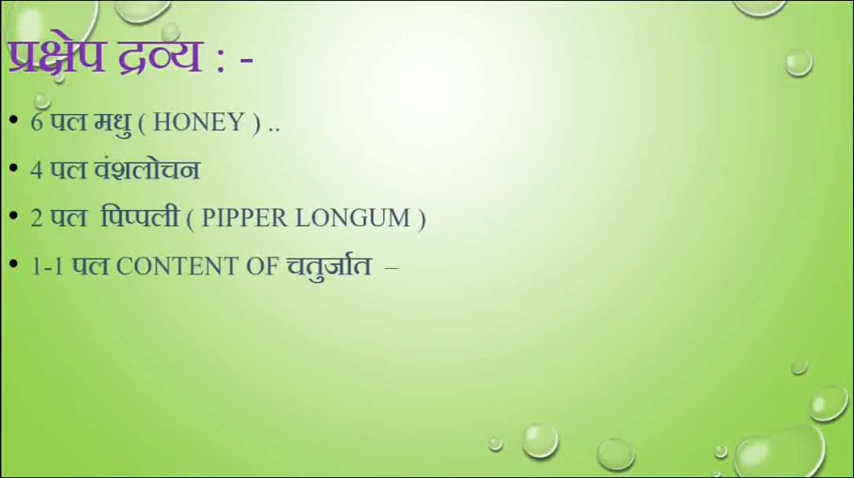 प्रक्षेप द्रव्य : -
• 6 पल मधु ( HONEY ) ..
• 4 पल वंशलोचन
• 2 पल पिप्पली ( PIPPER LONGUM )
• 1-1 पल CONTENT OF चतुर्जात –